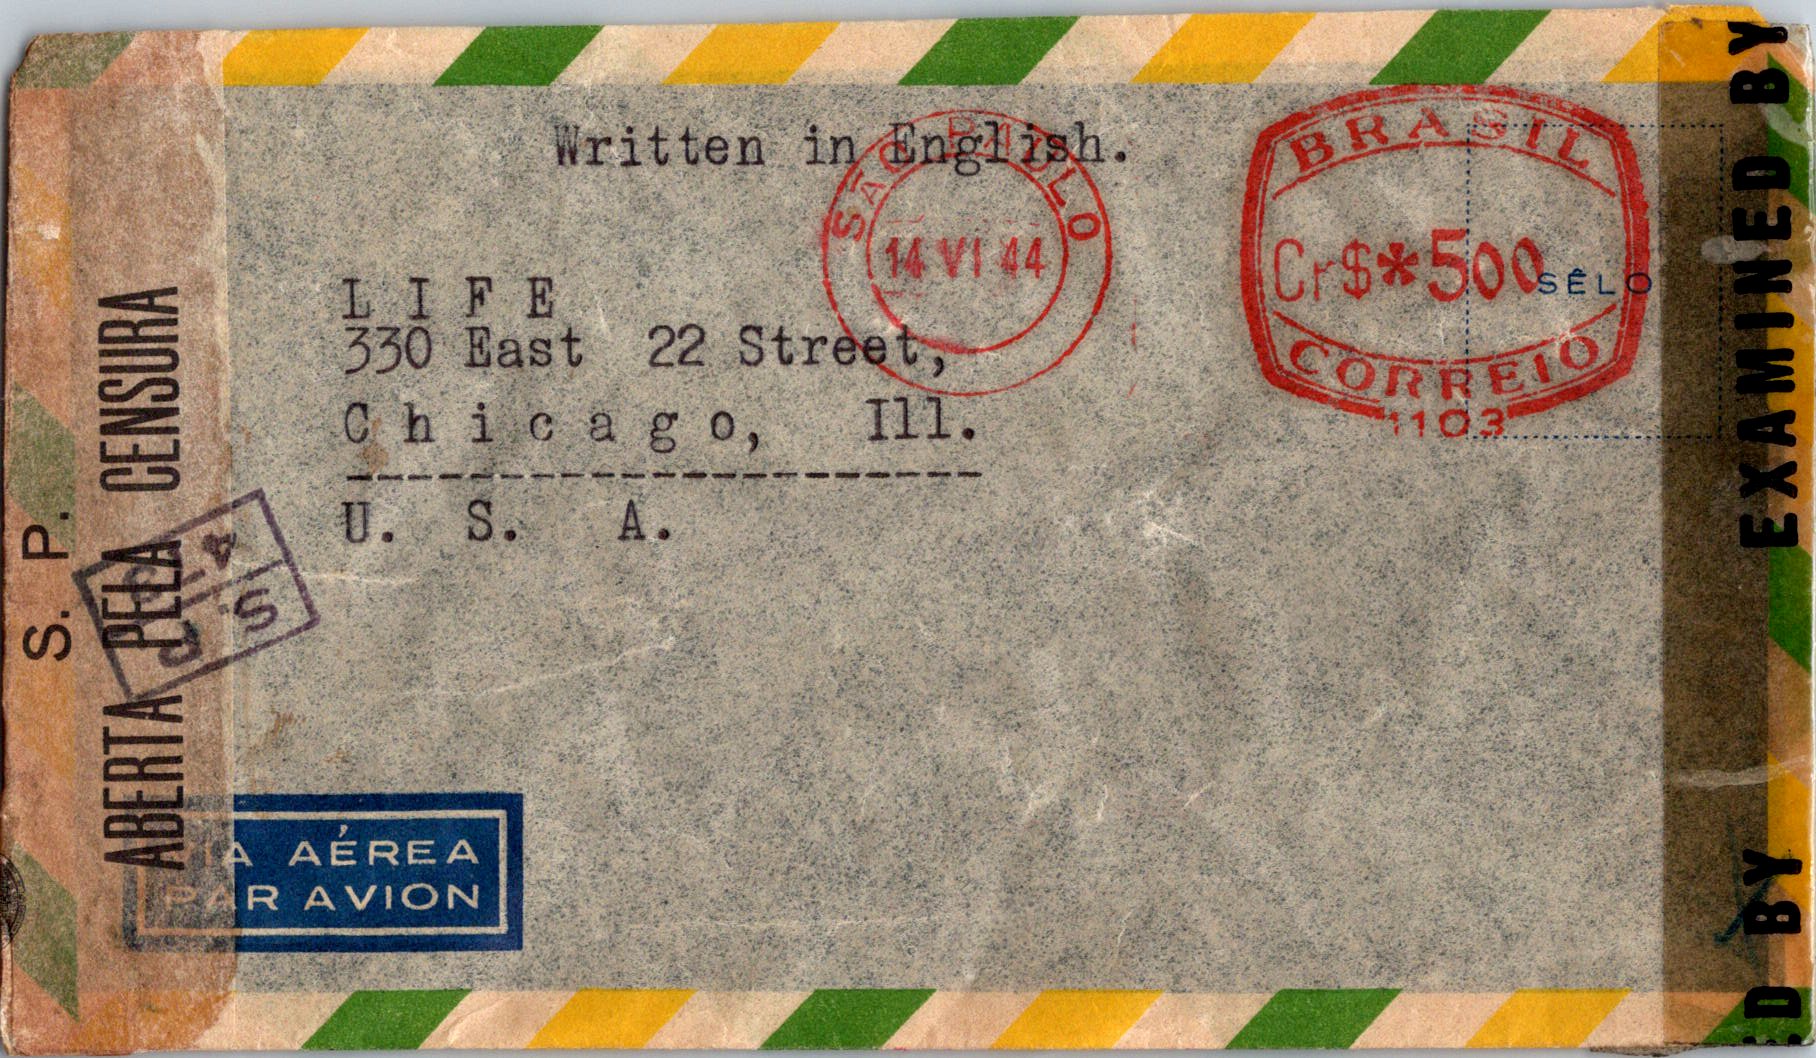 Written in English.
SÃO PAULO
14 VI 44
BRASIL
Cr$*500
SÊLO
CORREIO
1103
L I F E
330 East 22 Street,
C h i c a g o, Ill.
---------------------
U. S. A.
S. P.
ABERTA PELA CENSURA
VIA AÉREA
PAR AVION
EXAMINED BY
ED BY